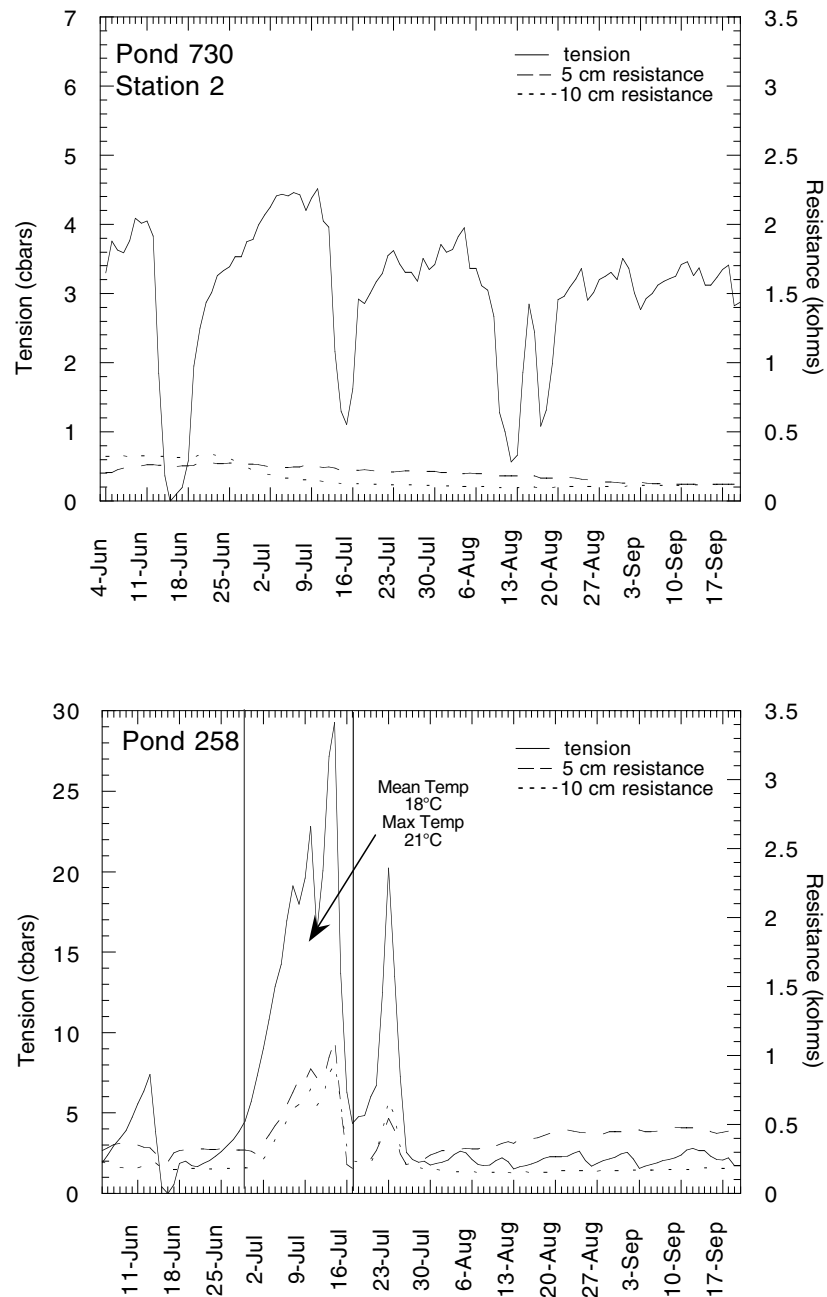 Pond 730
Station 2
tension
5 cm resistance
10 cm resistance
7
6
5
4
3
2
1
0
Tension (cbars)
3.5
3
2.5
2
1.5
1
0.5
0
Resistance (kohms)
4-Jun
11-Jun
18-Jun
25-Jun
2-Jul
9-Jul
16-Jul
23-Jul
30-Jul
6-Aug
13-Aug
20-Aug
27-Aug
3-Sep
10-Sep
17-Sep
Pond 258
tension
5 cm resistance
10 cm resistance
Mean Temp
18°C
Max Temp
21°C
30
25
20
15
10
5
0
Tension (cbars)
3.5
3
2.5
2
1.5
1
0.5
0
Resistance (kohms)
11-Jun
18-Jun
25-Jun
2-Jul
9-Jul
16-Jul
23-Jul
30-Jul
6-Aug
13-Aug
20-Aug
27-Aug
3-Sep
10-Sep
17-Sep